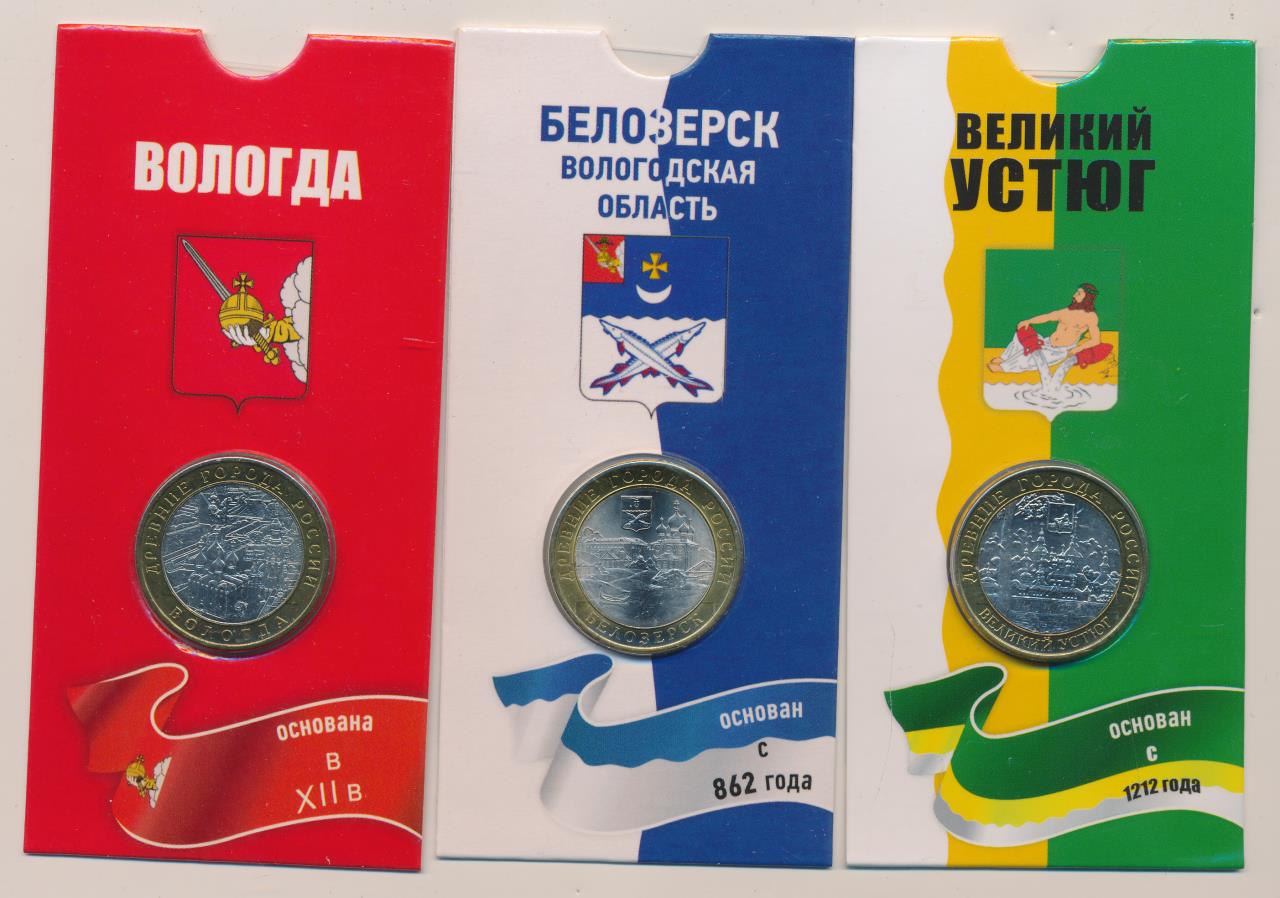 ВОЛОГДА
ДРЕВНИЕ ГОРОДА РОССИИ
ВОЛОГДА
основана
В
XII в
БЕЛОЗЕРСК
ВОЛОГОДСКАЯ
ОБЛАСТЬ
ДРЕВНИЕ ГОРОДА РОССИИ
БЕЛОЗЕРСК
основан
с
862 года
ВЕЛИКИЙ
УСТЮГ
ДРЕВНИЕ ГОРОДА РОССИИ
ВЕЛИКИЙ УСТЮГ
основан
с
1212 года